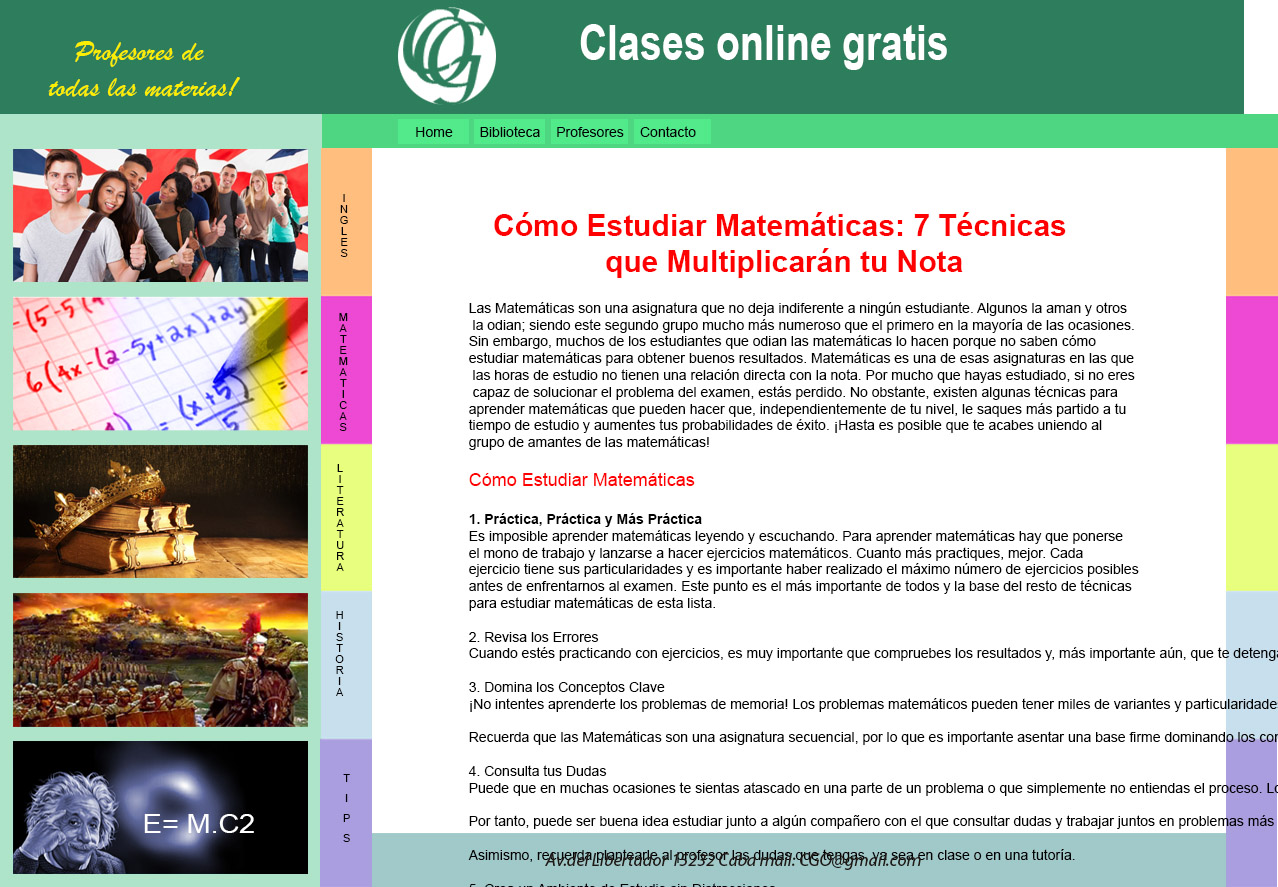 Profesores de
todas las materias!
CG
Clases online gratis
Home Biblioteca Profesores Contacto
INGLES
MATEMATICAS
LITERATURA
HISTORIA
TIPS
6(4x-(2-5y+2x)+2y)
(x+5)
5
E= M.C2
Cómo Estudiar Matemáticas: 7 Técnicas
que Multiplicarán tu Nota
Las Matemáticas son una asignatura que no deja indiferente a ningún estudiante. Algunos la aman y otros
la odian; siendo este segundo grupo mucho más numeroso que el primero en la mayoría de las ocasiones.
Sin embargo, muchos de los estudiantes que odian las matemáticas lo hacen porque no saben cómo
estudiar matemáticas para obtener buenos resultados. Matemáticas es una de esas asignaturas en las que
las horas de estudio no tienen una relación directa con la nota. Por mucho que hayas estudiado, si no eres
capaz de solucionar el problema del examen, estás perdido. No obstante, existen algunas técnicas para
aprender matemáticas que pueden hacer que, independientemente de tu nivel, le saques más partido a tu
tiempo de estudio y aumentes tus probabilidades de éxito. ¡Hasta es posible que te acabes uniendo al
grupo de amantes de las matemáticas!
Cómo Estudiar Matemáticas
1. Práctica, Práctica y Más Práctica
Es imposible aprender matemáticas leyendo y escuchando. Para aprender matemáticas hay que ponerse
el mono de trabajo y lanzarse a hacer ejercicios matemáticos. Cuanto más practiques, mejor. Cada
ejercicio tiene sus particularidades y es importante haber realizado el máximo número de ejercicios posibles
antes de enfrentarnos al examen. Este punto es el más importante de todos y la base del resto de técnicas
para estudiar matemáticas de esta lista.
2. Revisa los Errores
Cuando estés practicando con ejercicios, es muy importante que compruebes los resultados y, más importante aún, que te detenga
3. Domina los Conceptos Clave
¡No intentes aprenderte los problemas de memoria! Los problemas matemáticos pueden tener miles de variantes y particularidade
Recuerda que las Matemáticas son una asignatura secuencial, por lo que es importante asentar una base firme dominando los con
4. Consulta tus Dudas
Puede que en muchas ocasiones te sientas atascado en una parte de un problema o que simplemente no entiendas el proceso. Lo
Por tanto, puede ser buena idea estudiar junto a algún compañero con el que consultar dudas y trabajar juntos en problemas más
Asimismo, recuerda plantearle al profesor las dudas que tengas, ya sea en clase o en una tutoría.
Av.del Libertador 15232 Caba mail: CGO@gmail.com
5. Crea un Ambiente de Estudio sin Distracciones